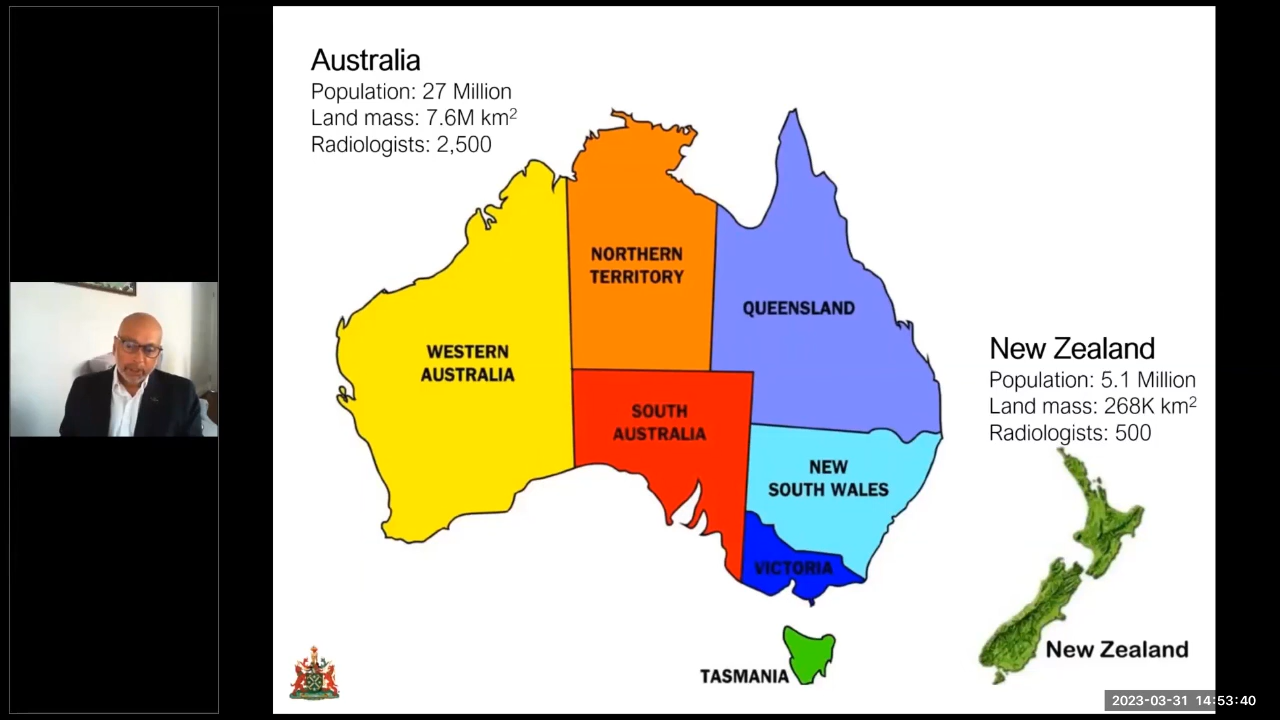 Australia
Population: 27 Million
Land mass: 7.6M km²
Radiologists: 2,500
NORTHERN
TERRITORY
QUEENSLAND
WESTERN
AUSTRALIA
SOUTH
AUSTRALIA
NEW
SOUTH WALES
VICTORIA
TASMANIA
New Zealand
Population: 5.1 Million
Land mass: 268K km²
Radiologists: 500
New Zealand
2023-03-31 14:53:40